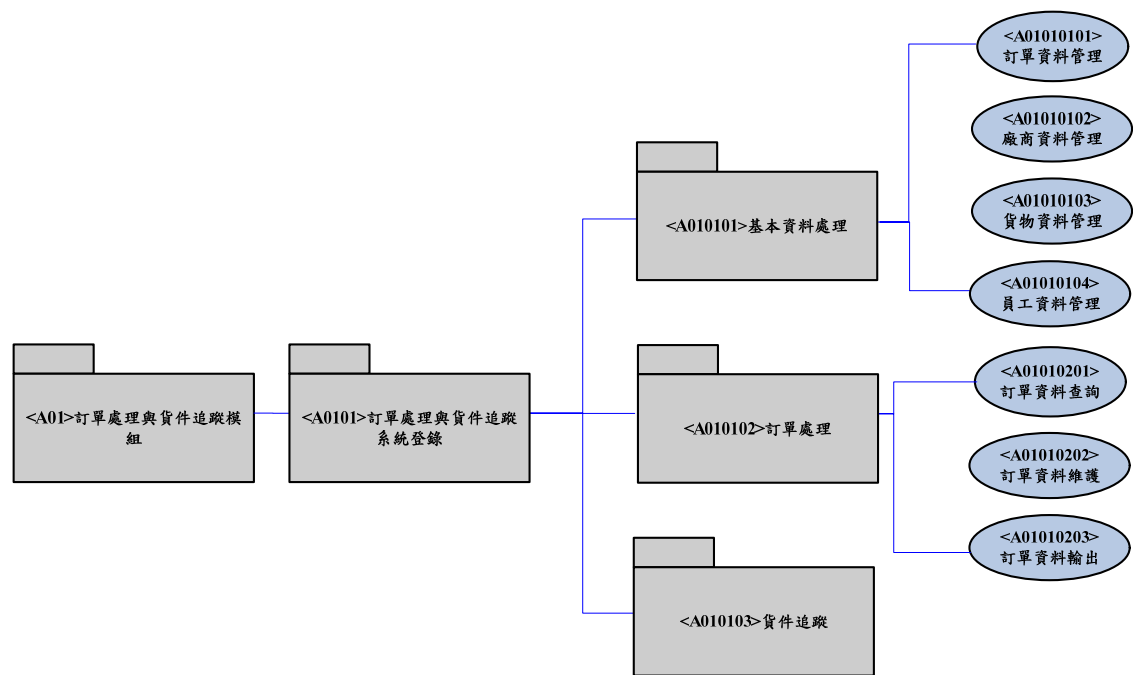 <A01>訂單處理與貨件追蹤模
組
<A0101>訂單處理與貨件追蹤
系統登錄
<A010101>基本資料處理
<A01010101>
訂單資料管理
<A01010102>
廠商資料管理
<A01010103>
貨物資料管理
<A01010104>
員工資料管理
<A010102>訂單處理
<A01010201>
訂單資料查詢
<A01010202>
訂單資料維護
<A01010203>
訂單資料輸出
<A010103>貨件追蹤